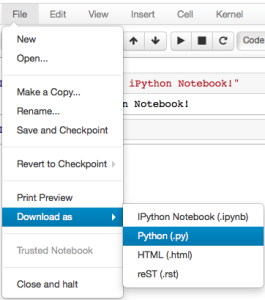 File Edit View Insert Cell Kernel
New
Open...
Code
iPython Notebook!"
Make a Copy...
n Notebook!
Rename...
Save and Checkpoint
Revert to Checkpoint
Print Preview
Download as
IPython Notebook (.ipynb)
Python (.py)
Trusted Notebook
HTML (.html)
reST (.rst)
Close and halt